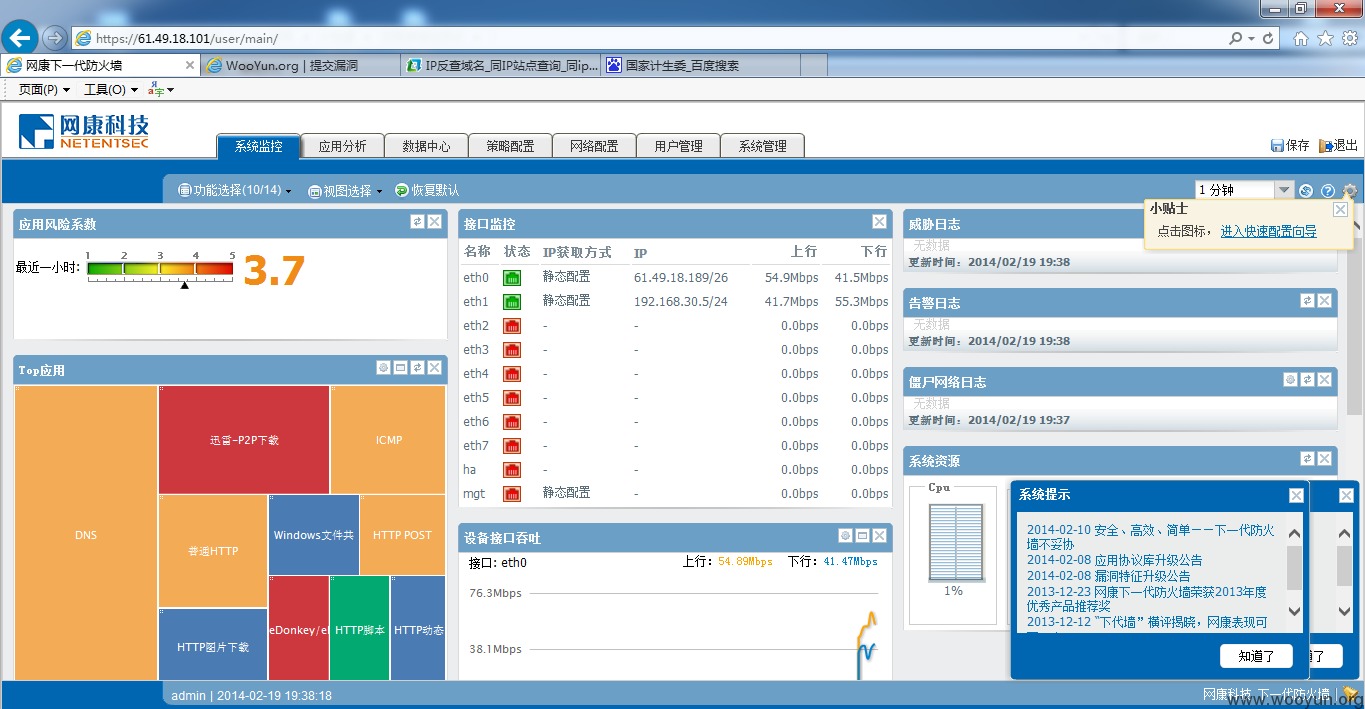 https://61.49.18.101/user/main/
网康下一代防火墙
WooYun.org | 提交漏洞
IP反查域名_同IP站点查询_同ip...
国家计生委_百度搜索
页面(P)
工具(O)
网康科技
NETENTSEC
系统监控
应用分析
数据中心
策略配置
网络配置
用户管理
系统管理
保存
退出
功能选择(10/14)
视图选择
恢复默认
1 分钟
小贴士
点击图标，进入快速配置向导
应用风险系数
最近一小时:
1 2 3 4 5
3.7
Top应用
DNS
迅雷-P2P下载
ICMP
普通HTTP
Windows文件共
HTTP POST
HTTP图片下载
eDonkey/e
HTTP脚本
HTTP动态
接口监控
名称 状态 IP获取方式 IP 上行 下行
eth0 静态配置 61.49.18.189/26 54.9Mbps 41.5Mbps
eth1 静态配置 192.168.30.5/24 41.7Mbps 55.3Mbps
eth2 - - 0.0bps 0.0bps
eth3 - - 0.0bps 0.0bps
eth4 - - 0.0bps 0.0bps
eth5 - - 0.0bps 0.0bps
eth6 - - 0.0bps 0.0bps
eth7 - - 0.0bps 0.0bps
ha - - 0.0bps 0.0bps
mgt 静态配置 - 0.0bps 0.0bps
设备接口吞吐
接口: eth0 上行: 54.89Mbps 下行: 41.47Mbps
76.3Mbps
38.1Mbps
威胁日志
无数据
更新时间：2014/02/19 19:38
告警日志
无数据
更新时间：2014/02/19 19:38
僵尸网络日志
无数据
更新时间：2014/02/19 19:37
系统资源
Cpu
1%
系统提示
2014-02-10 安全、高效、简单－－下一代防火
墙不妥协
2014-02-08 应用协议库升级公告
2014-02-08 漏洞特征升级公告
2013-12-23 网康下一代防火墙荣获2013年度
优秀产品推荐奖
2013-12-12 “下代墙”横评揭晓，网康表现可
知道了
了
admin | 2014-02-19 19:38:18
网康科技 下一代防火墙
www.wooyun.org